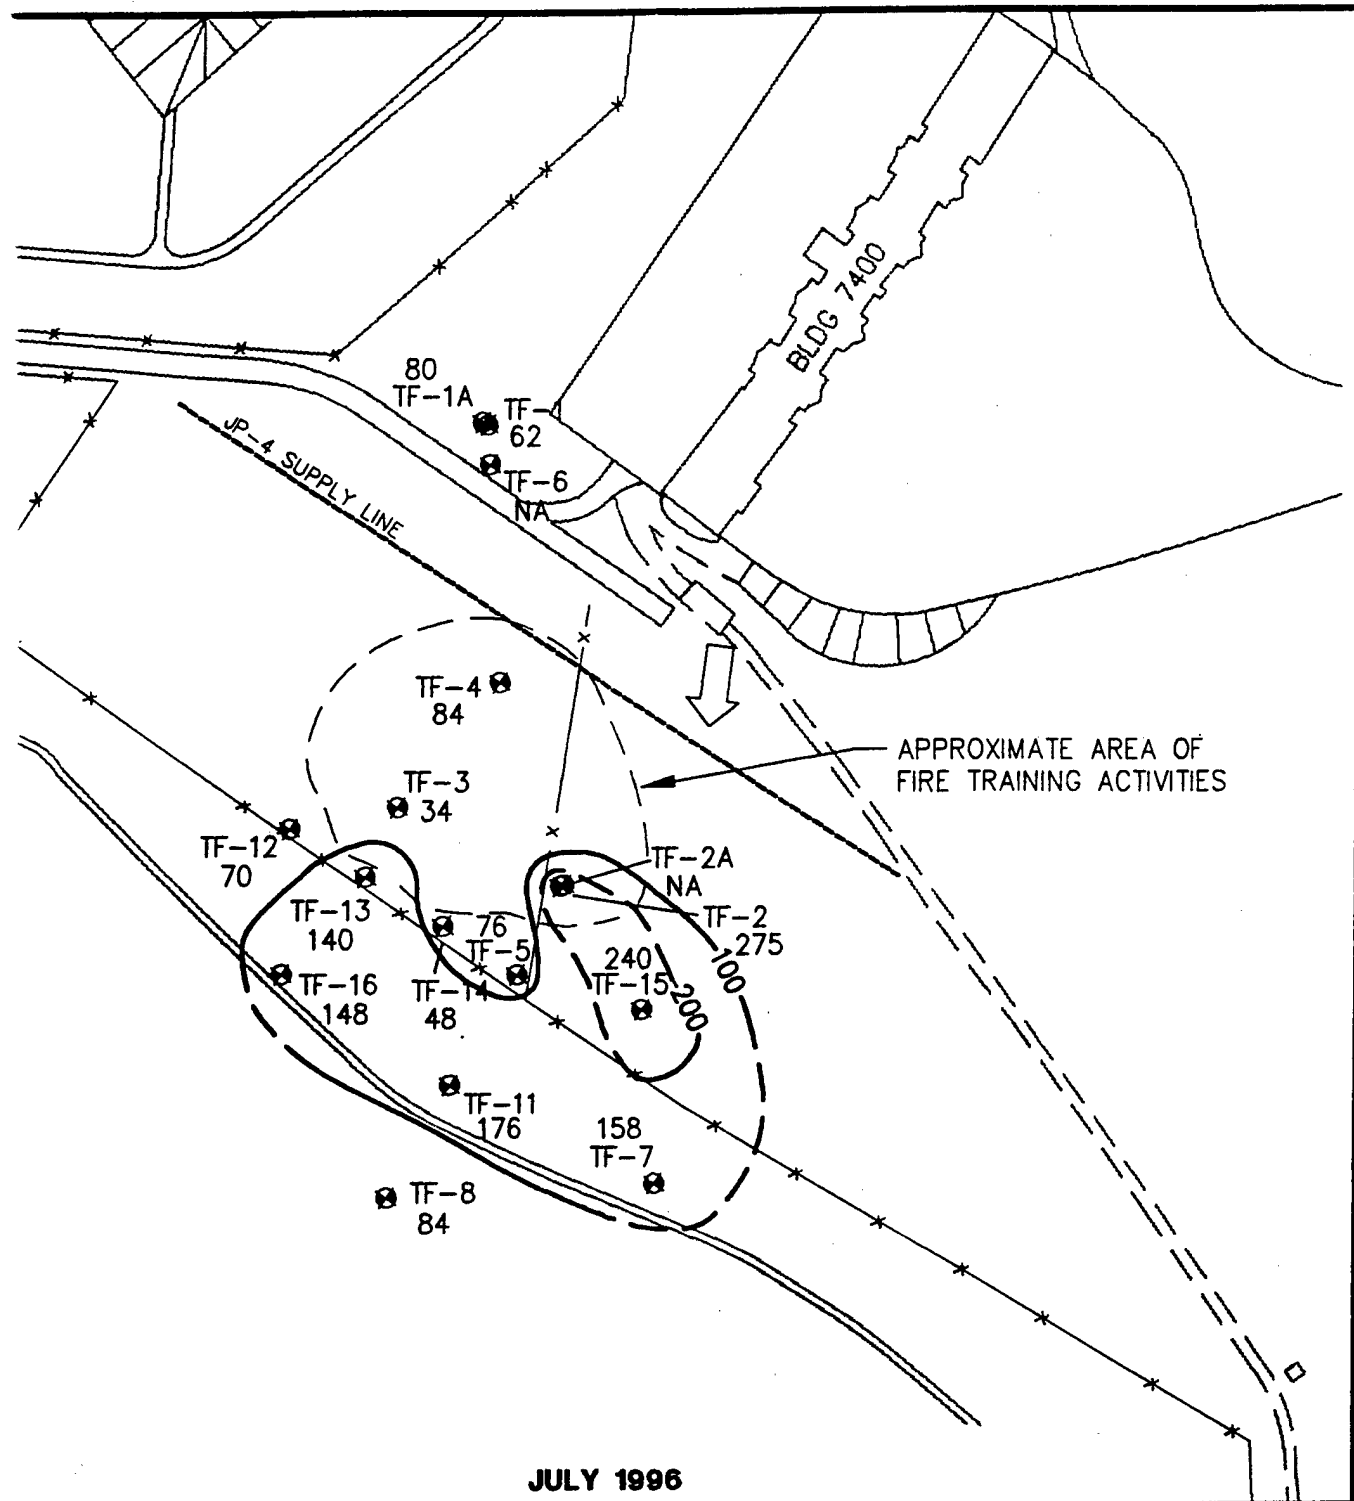 BLDG 7400
80
TF-1A
TF-
62
TF-6
NA
JP-4 SUPPLY LINE
TF-4
84
APPROXIMATE AREA OF
FIRE TRAINING ACTIVITIES
TF-3
34
TF-12
70
TF-2A
NA
TF-2
275
TF-13
140
76
TF-5
100
240
TF-15
200
TF-16
148
TF-14
48
TF-11
176
158
TF-7
TF-8
84
JULY 1996